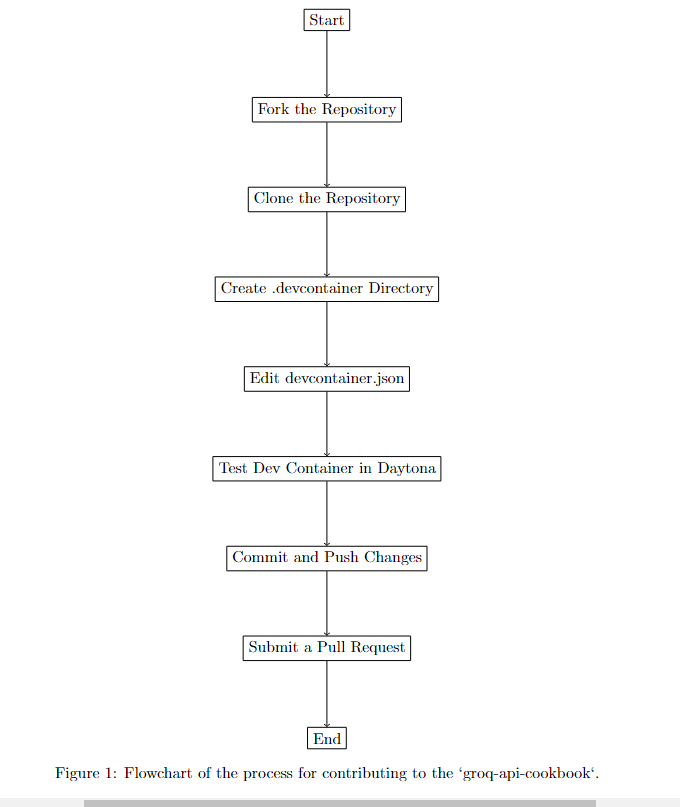 Start
Fork the Repository
Clone the Repository
Create .devcontainer Directory
Edit devcontainer.json
Test Dev Container in Daytona
Commit and Push Changes
Submit a Pull Request
End
Figure 1: Flowchart of the process for contributing to the ‘groq-api-cookbook‘.